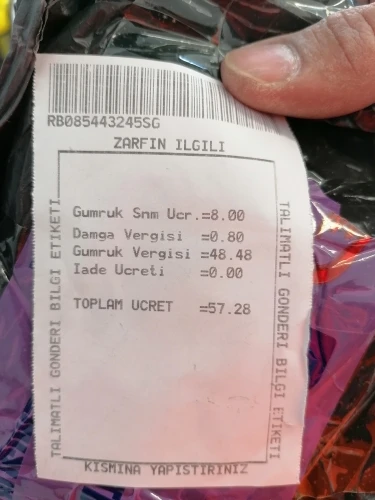 RB085443245SG
ZARFIN ILGILI
TALIMATLI GONDERI BILGI ETIKETI
Gumruk Snm Ucr.=8.00
Damga Vergisi =0.80
Gumruk Vergisi =48.48
Iade Ucreti =0.00
TOPLAM UCRET =57.28
TALIMATLI GONDERI BILGI ETIKETI
KISMINA YAPISTIRINIZ